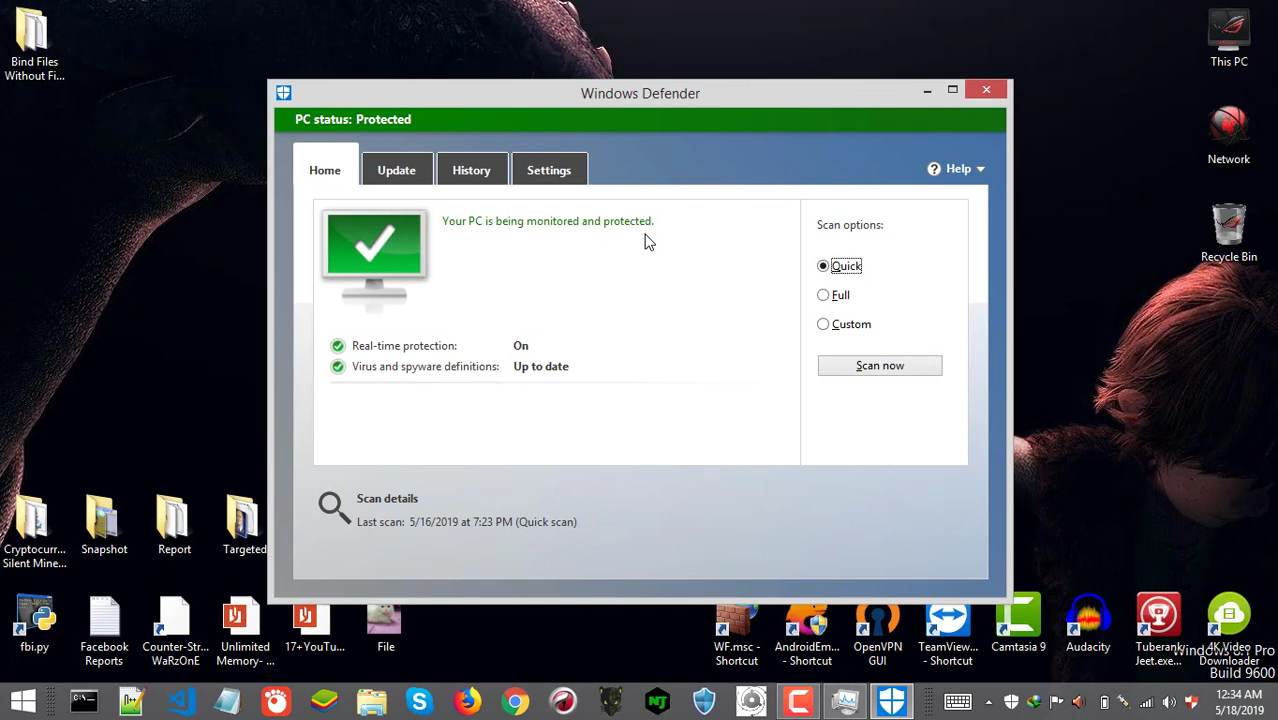 Bind Files
Without Fi...
This PC
Windows Defender
PC status: Protected
Home
Update
History
Settings
Help
Your PC is being monitored and protected.
Scan options:
Quick
Full
Custom
Scan now
Real-time protection:
On
Virus and spyware definitions:
Up to date
Network
Recycle Bin
Scan details
Last scan: 5/16/2019 at 7:23 PM (Quick scan)
Cryptocurr...
Silent Mine...
Snapshot
Report
Targeted
fbi.py
Facebook
Reports
Counter-Str...
WaRzOnE
Unlimited
Memory- ...
17+YouTu...
File
WF.msc -
Shortcut
AndroidEm...
- Shortcut
OpenVPN
GUI
TeamView...
- Shortcut
Camtasia 9
Audacity
Tuberank
Jeet.exe...
4K Video
Downloader
Windows 8.1 Pro
Build 9600
C:\_
NJ
12:34 AM
5/18/2019